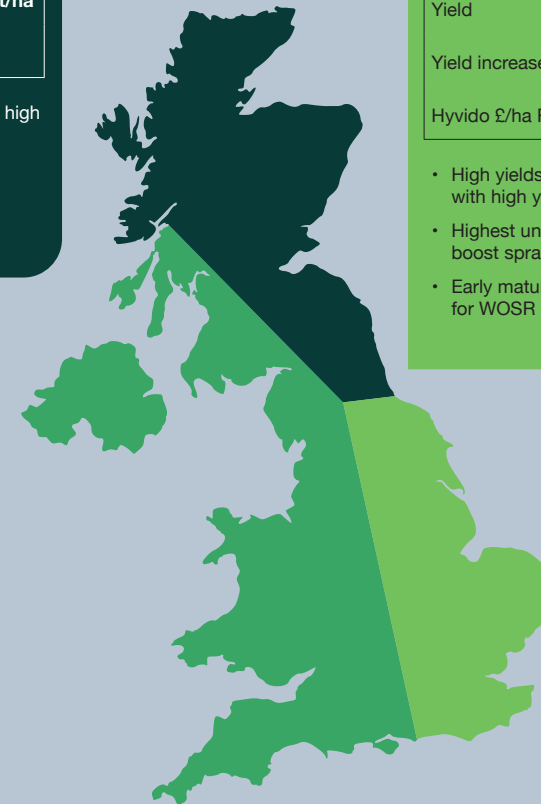 t/ha
high
Yield
Yield increase
Hyvido £/ha
• High yields
with high y
• Highest un
boost spra
• Early matu
for WOSR